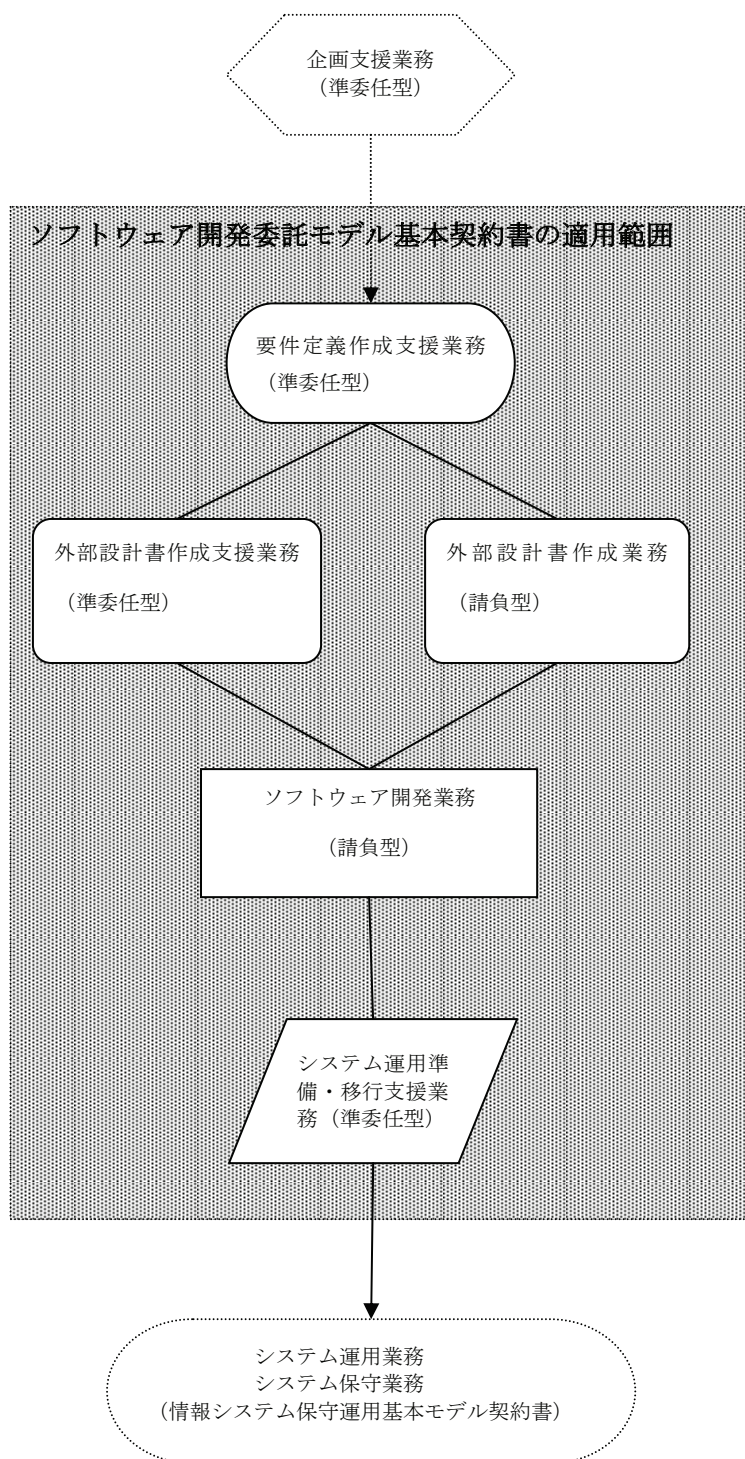 企画支援業務
（準委任型）
ソフトウェア開発委託モデル基本契約書の適用範囲
要件定義作成支援業務
（準委任型）
外部設計書作成支援業務
（準委任型）
外部設計書作成業務
（請負型）
ソフトウェア開発業務
（請負型）
システム運用準
備・移行支援業
務（準委任型）
システム運用業務
システム保守業務
（情報システム保守運用基本モデル契約書）